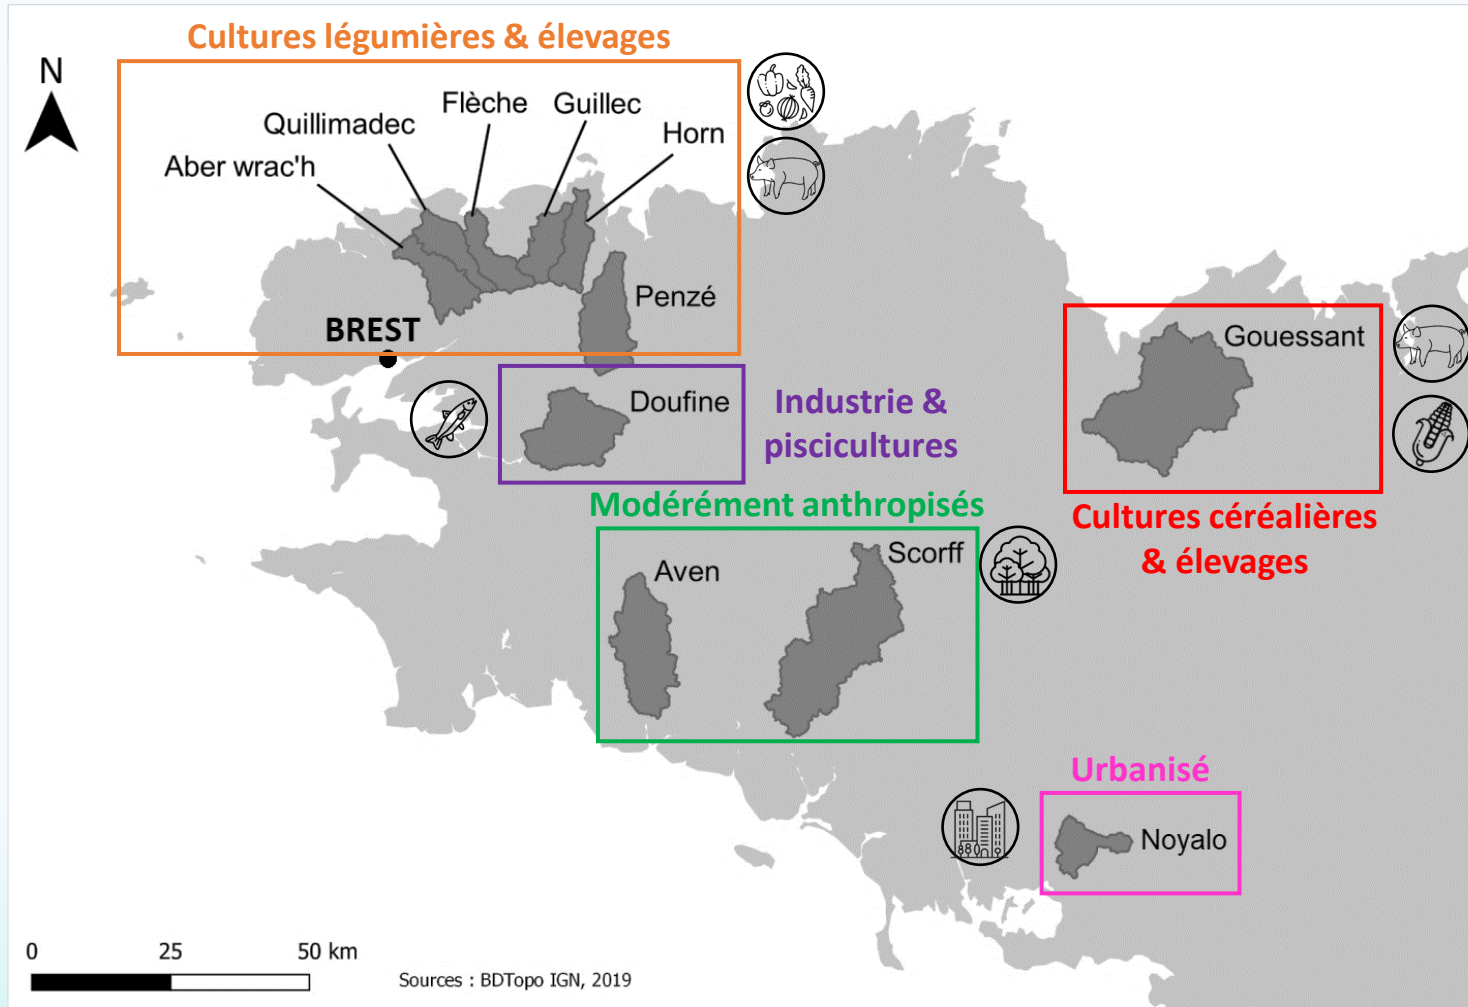 Cultures légumières & élevages
N
Flèche
Guillec
Quillimadec
Horn
Aber wrac'h
Penzé
BREST
Gouessant
Doufine
Industrie &
piscicultures
Modérément anthropisés
Cultures céréalières
& élevages
Scorff
Aven
Urbanisé
Noyalo
0 25 50 km
Sources : BDTopo IGN, 2019